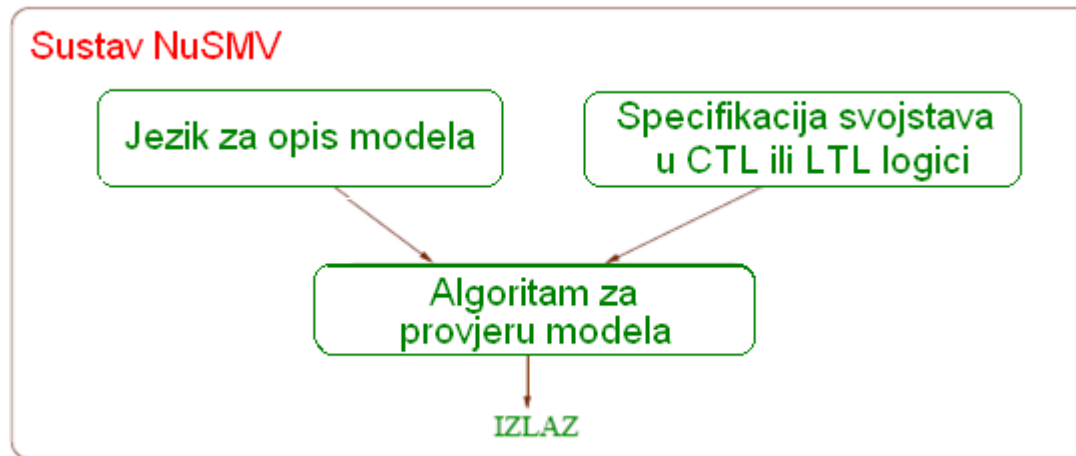 Sustav NuSMV
Jezik za opis modela
Specifikacija svojstava
u CTL ili LTL logici
Algoritam za
provjeru modela
IZLAZ